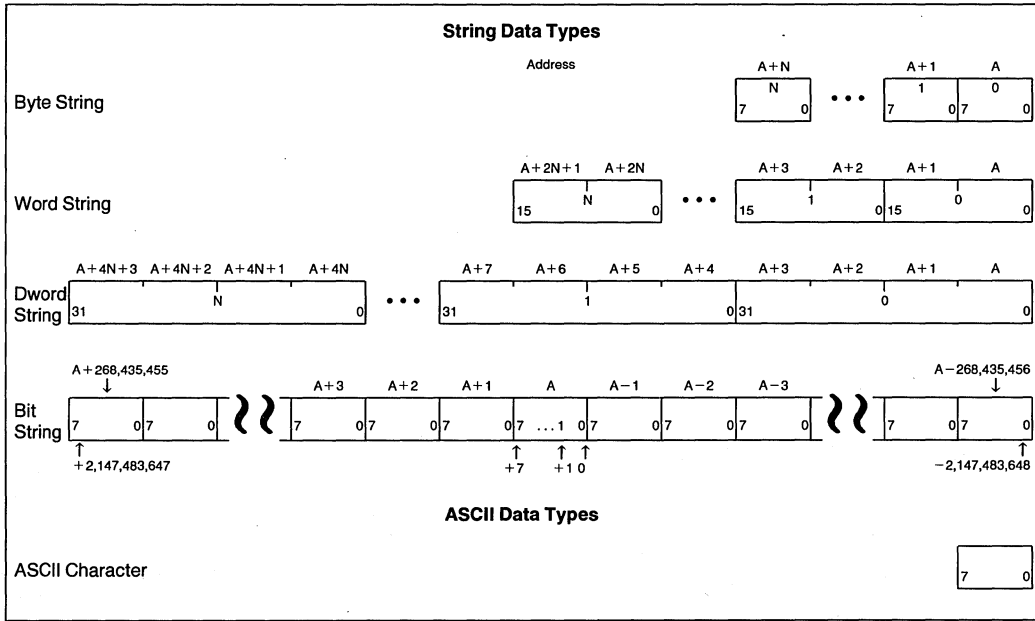 String Data Types
Address
A+N A+1 A
Byte String
N ••• 1 0
7 0 7 0 7 0
A+2N+1 A+2N A+3 A+2 A+1 A
Word String
N ••• 1 0
15 0 15 0 15 0
A+4N+3 A+4N+2 A+4N+1 A+4N A+7 A+6 A+5 A+4 A+3 A+2 A+1 A
Dword
String
N ••• 1 0
31 0 31 0 31 0
A+268,435,455 A−268,435,456
A+3 A+2 A+1 A A−1 A−2 A−3
Bit
String
7 0 7 0 7 0 7 0 7 0 7 ...1 0 7 0 7 0 7 0 7 0 7 0
+2,147,483,647 +7 +1 0 −2,147,483,648
ASCII Data Types
ASCII Character
7 0